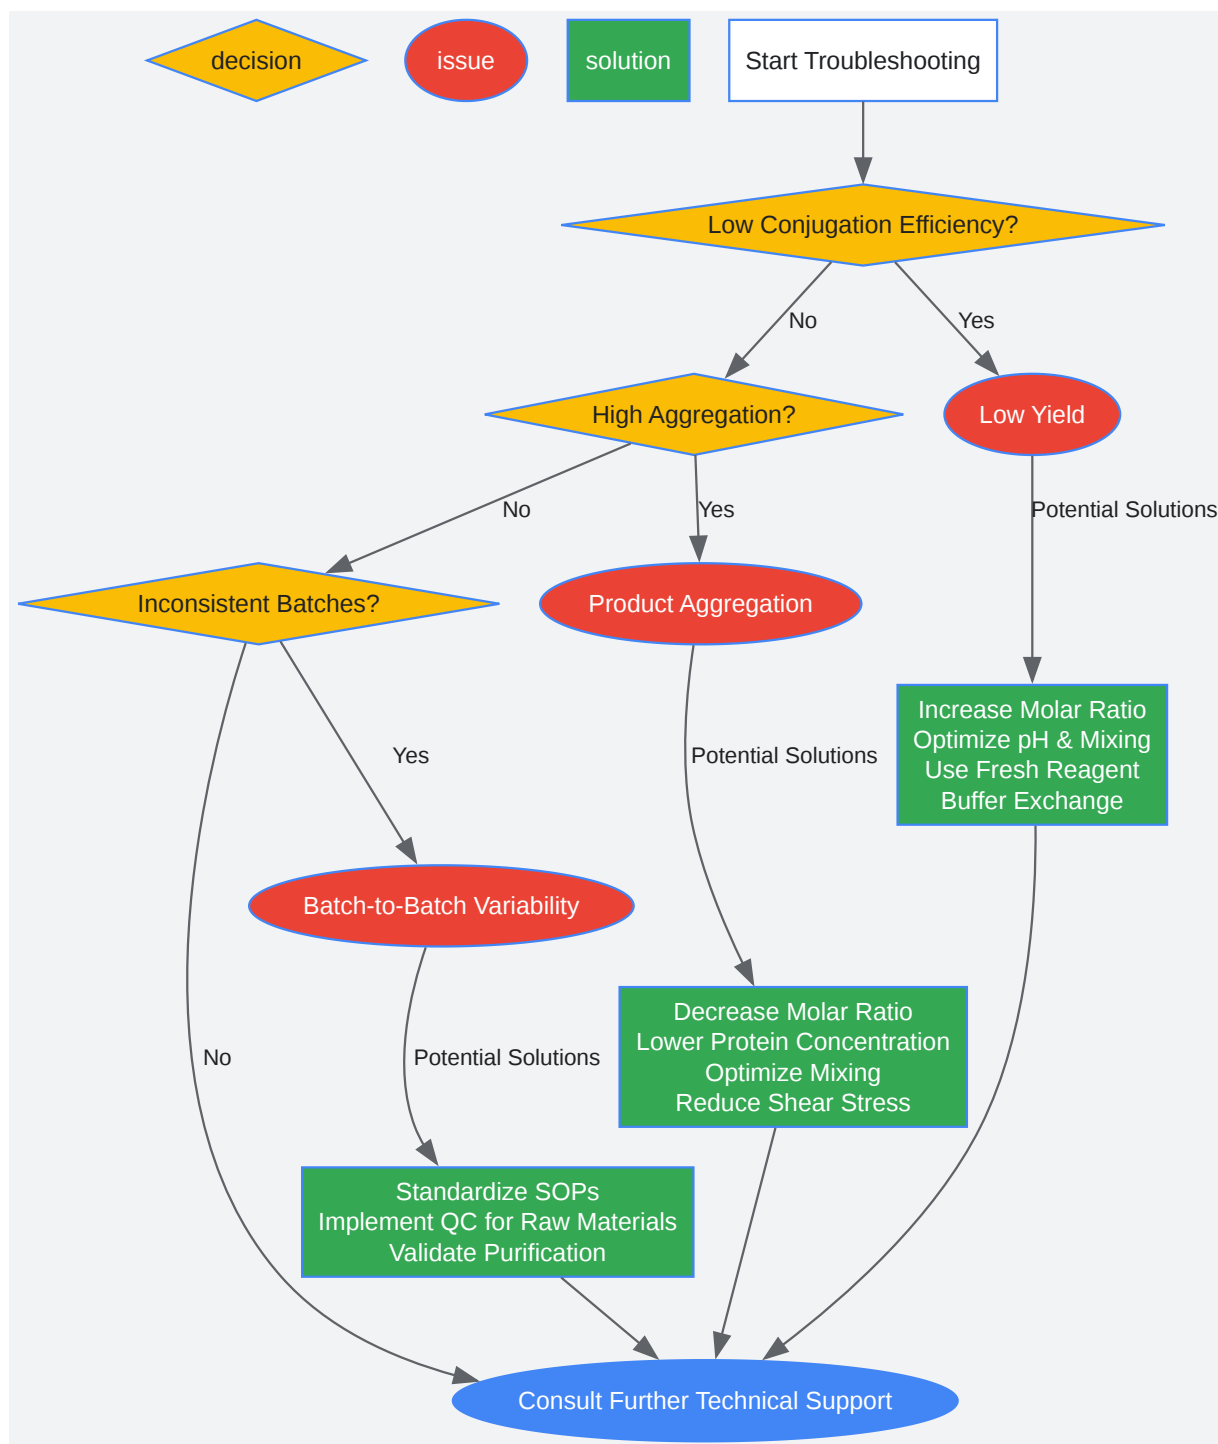 decision
issue
solution
Start Troubleshooting
Low Conjugation Efficiency?
No
Yes
High Aggregation?
Low Yield
No
Yes
Potential Solutions
Inconsistent Batches?
Product Aggregation
Increase Molar Ratio
Optimize pH & Mixing
Use Fresh Reagent
Buffer Exchange
Yes
Potential Solutions
Batch-to-Batch Variability
Decrease Molar Ratio
Lower Protein Concentration
Optimize Mixing
Reduce Shear Stress
No
Potential Solutions
Standardize SOPs
Implement QC for Raw Materials
Validate Purification
Consult Further Technical Support